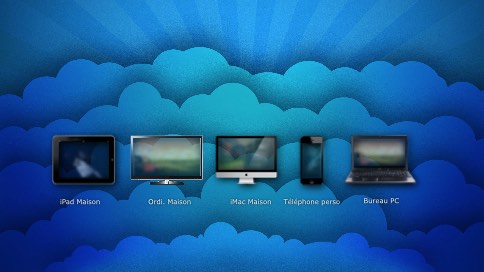 iPad Maison
Ordi. Maison
iMac Maison
Téléphone perso
Bureau PC